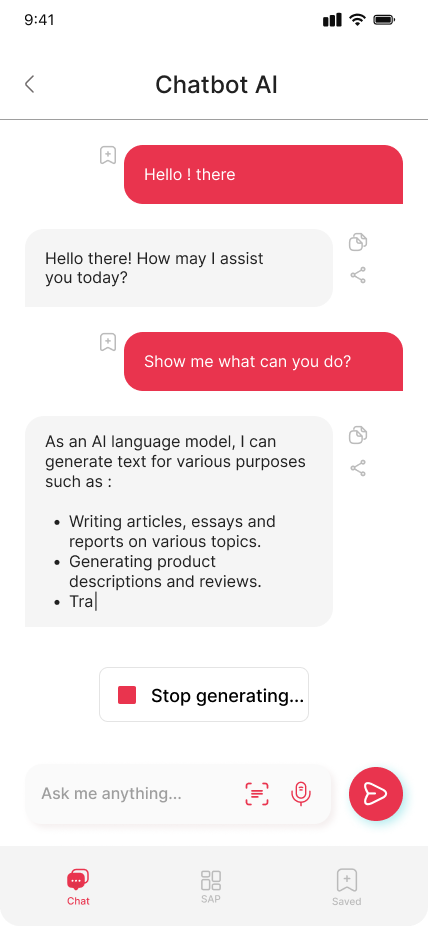 9:41
Chatbot AI
Hello ! there
Hello there! How may I assist
you today?
Show me what can you do?
As an AI language model, I can
generate text for various purposes
such as :
• Writing articles, essays and
reports on various topics.
• Generating product
descriptions and reviews.
• Tra
Stop generating...
Ask me anything...
Chat
SAP
Saved